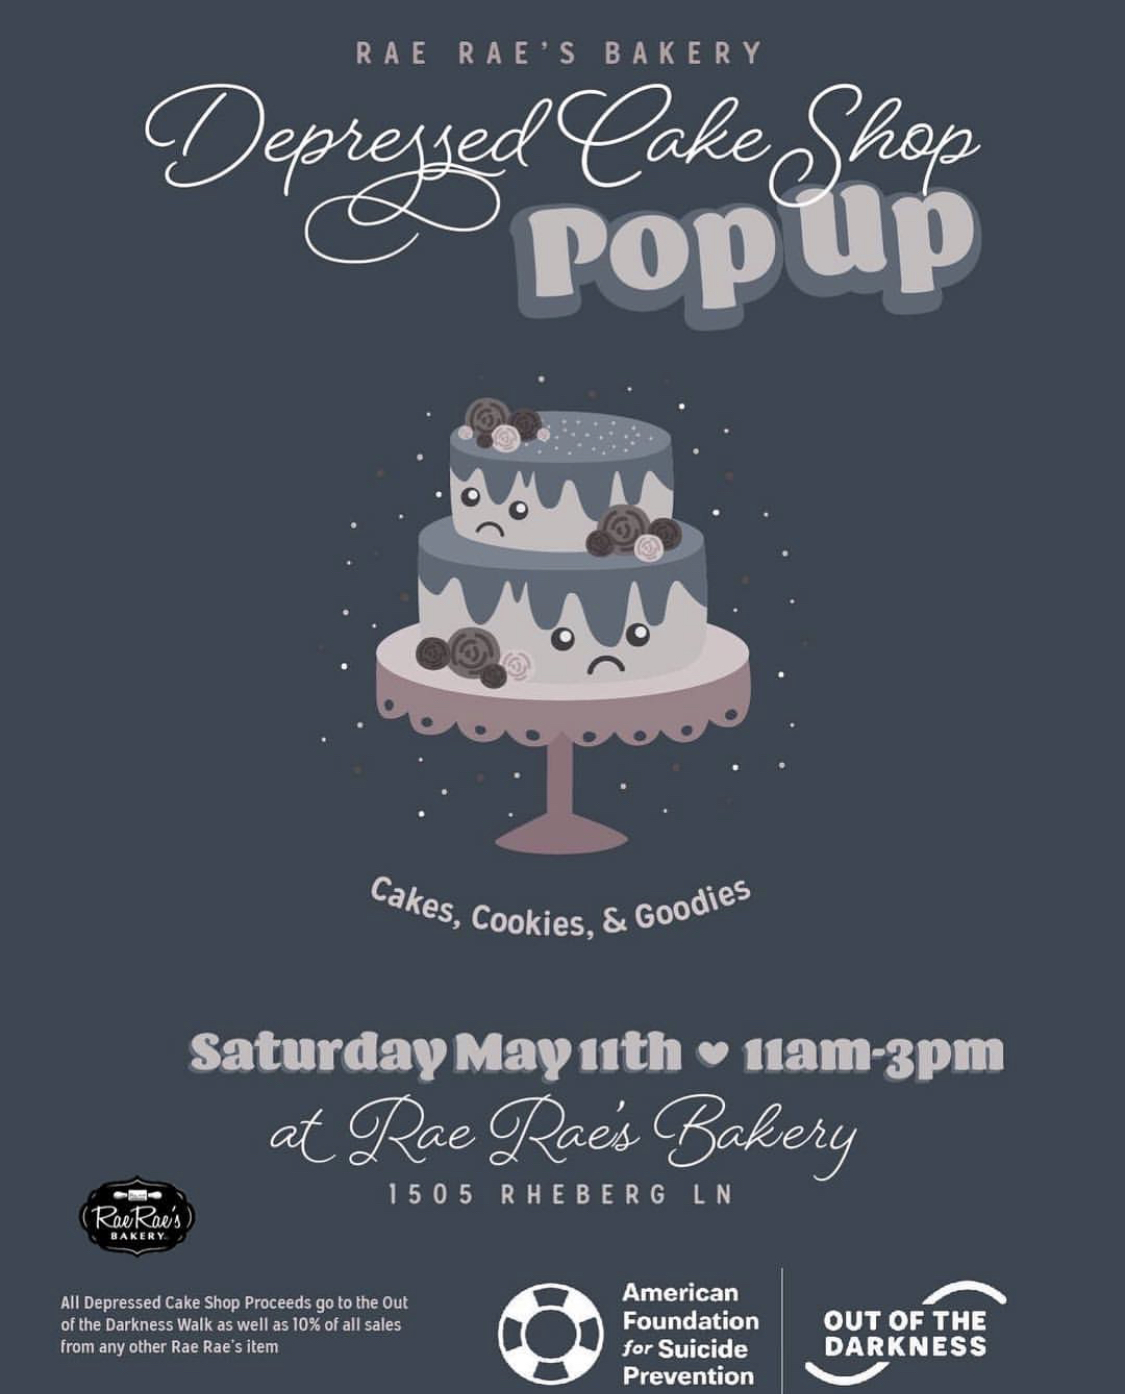 RAE RAE'S BAKERY
Depressed Cake Shop
Pop Up
Cakes, Cookies, & Goodies
Saturday May 11th ♥ 11am-3pm
at Rae Rae's Bakery
1505 RHEBERG LN
RaeRae's
BAKERY
All Depressed Cake Shop Proceeds go to the Out
of the Darkness Walk as well as 10% of all sales
from any other Rae Rae's item
American
Foundation
for Suicide
Prevention
OUT OF THE
DARKNESS